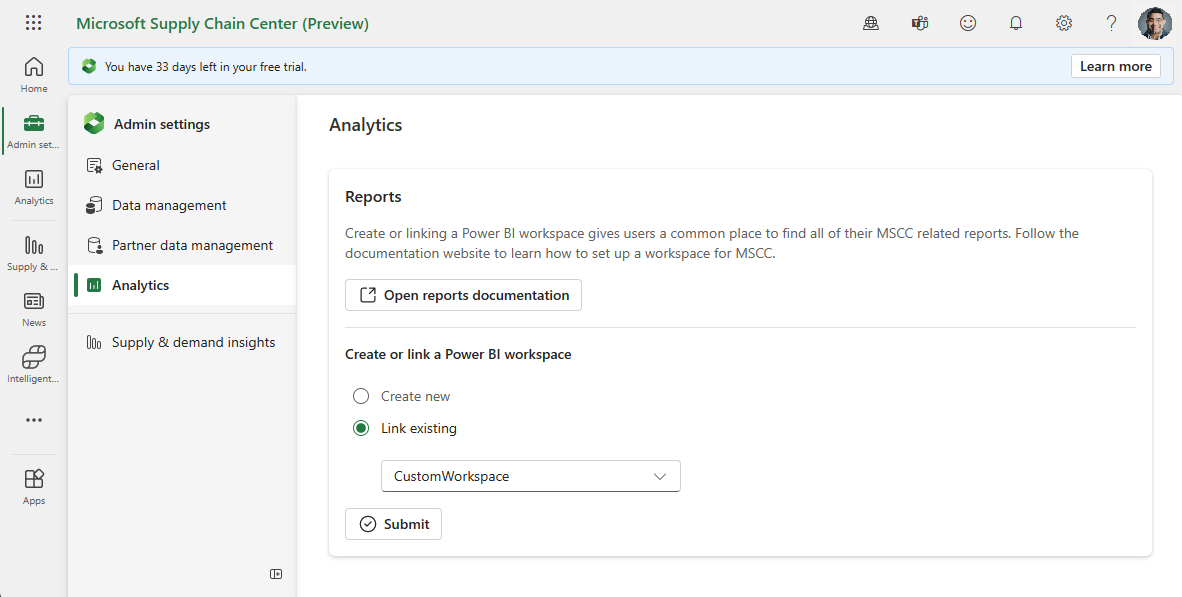 Microsoft Supply Chain Center (Preview)
You have 33 days left in your free trial.
Learn more
Home
Admin set...
Analytics
Supply & ...
News
Intelligent...
Apps
Admin settings
General
Data management
Partner data management
Analytics
Supply & demand insights
Analytics
Reports
Create or linking a Power BI workspace gives users a common place to find all of their MSCC related reports. Follow the
documentation website to learn how to set up a workspace for MSCC.
Open reports documentation
Create or link a Power BI workspace
Create new
Link existing
CustomWorkspace
Submit